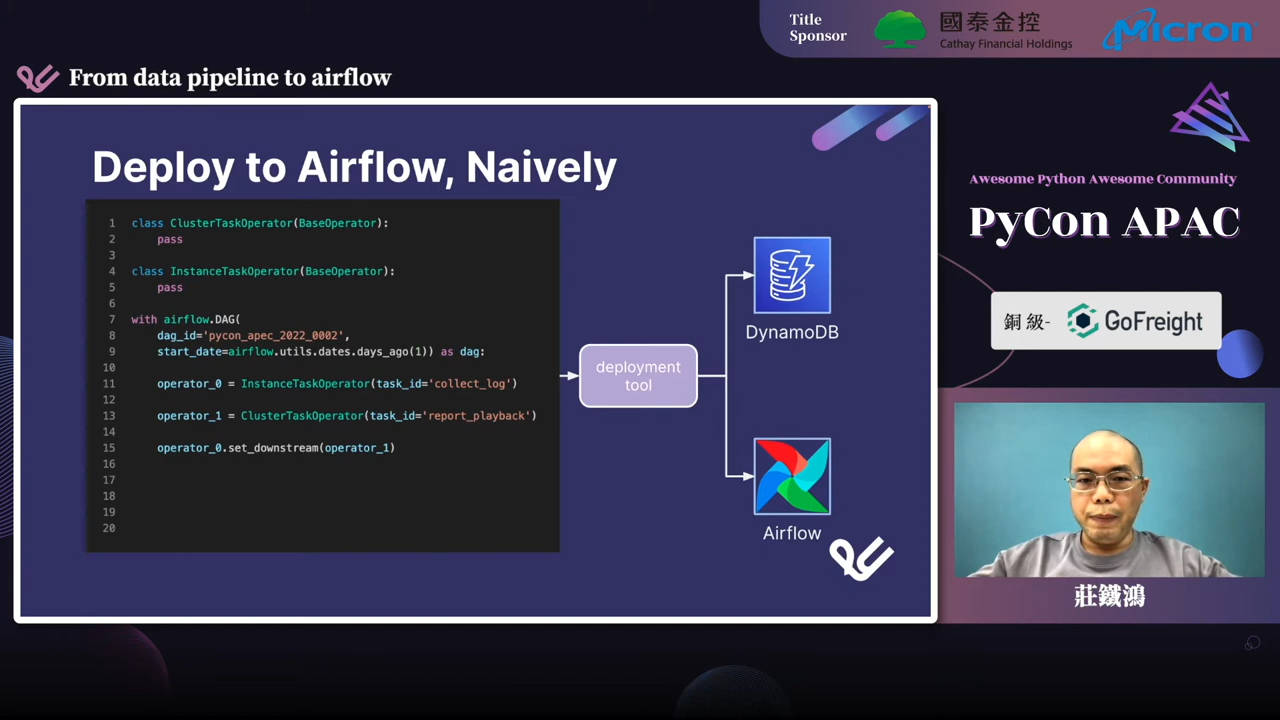 Title
Sponsor
國泰金控
Cathay Financial Holdings
Micron
From data pipeline to airflow
Deploy to Airflow, Naively
1 class ClusterTaskOperator(BaseOperator):
2 pass
3
4 class InstanceTaskOperator(BaseOperator):
5 pass
6
7 with airflow.DAG(
8 dag_id='pycon_apec_2022_0002',
9 start_date=airflow.utils.dates.days_ago(1)) as dag:
10
11 operator_0 = InstanceTaskOperator(task_id='collect_log')
12
13 operator_1 = ClusterTaskOperator(task_id='report_playback')
14
15 operator_0.set_downstream(operator_1)
16
17
18
19
20
deployment
tool
DynamoDB
Airflow
Awesome Python Awesome Community
PyCon APAC
銅級- GoFreight
莊鐵鴻